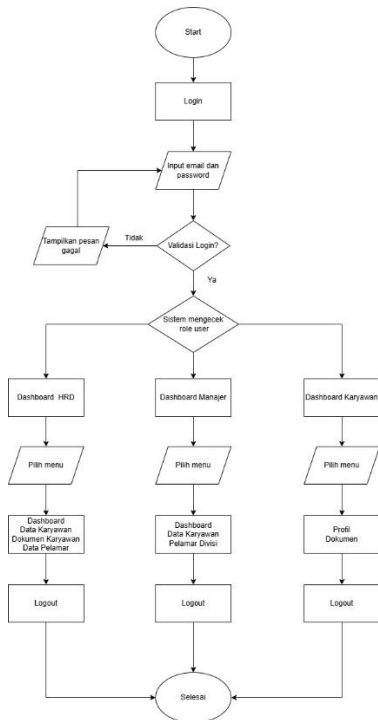 Start
Login
Input email dan
password
Tampilkan pesan
gagal
Tidak
Validasi Login?
Ya
Sistem mengecek
role user
Dashboard HRD
Dashboard Manajer
Dashboard Karyawan
Pilih menu
Pilih menu
Pilih menu
Dashboard
Data Karyawan
Dokumen Karyawan
Data Pelamar
Dashboard
Data Karyawan
Pelamar Divisi
Profil
Dokumen
Logout
Logout
Logout
Selesai